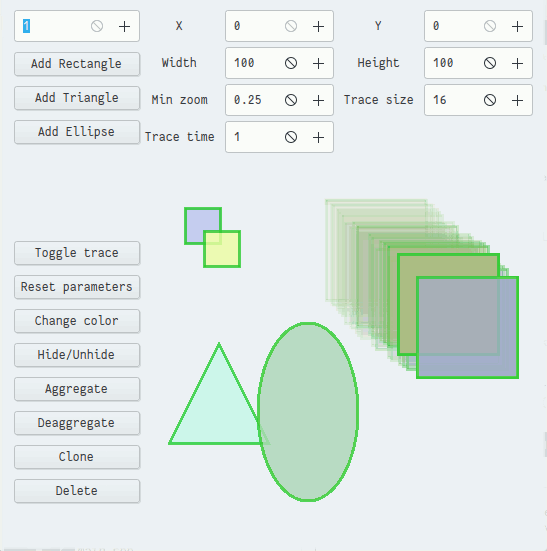 1 X 0 Y 0
Add Rectangle Width 100 Height 100
Add Triangle Min zoom 0.25 Trace size 16
Add Ellipse Trace time 1
Toggle trace
Reset parameters
Change color
Hide/Unhide
Aggregate
Deaggregate
Clone
Delete